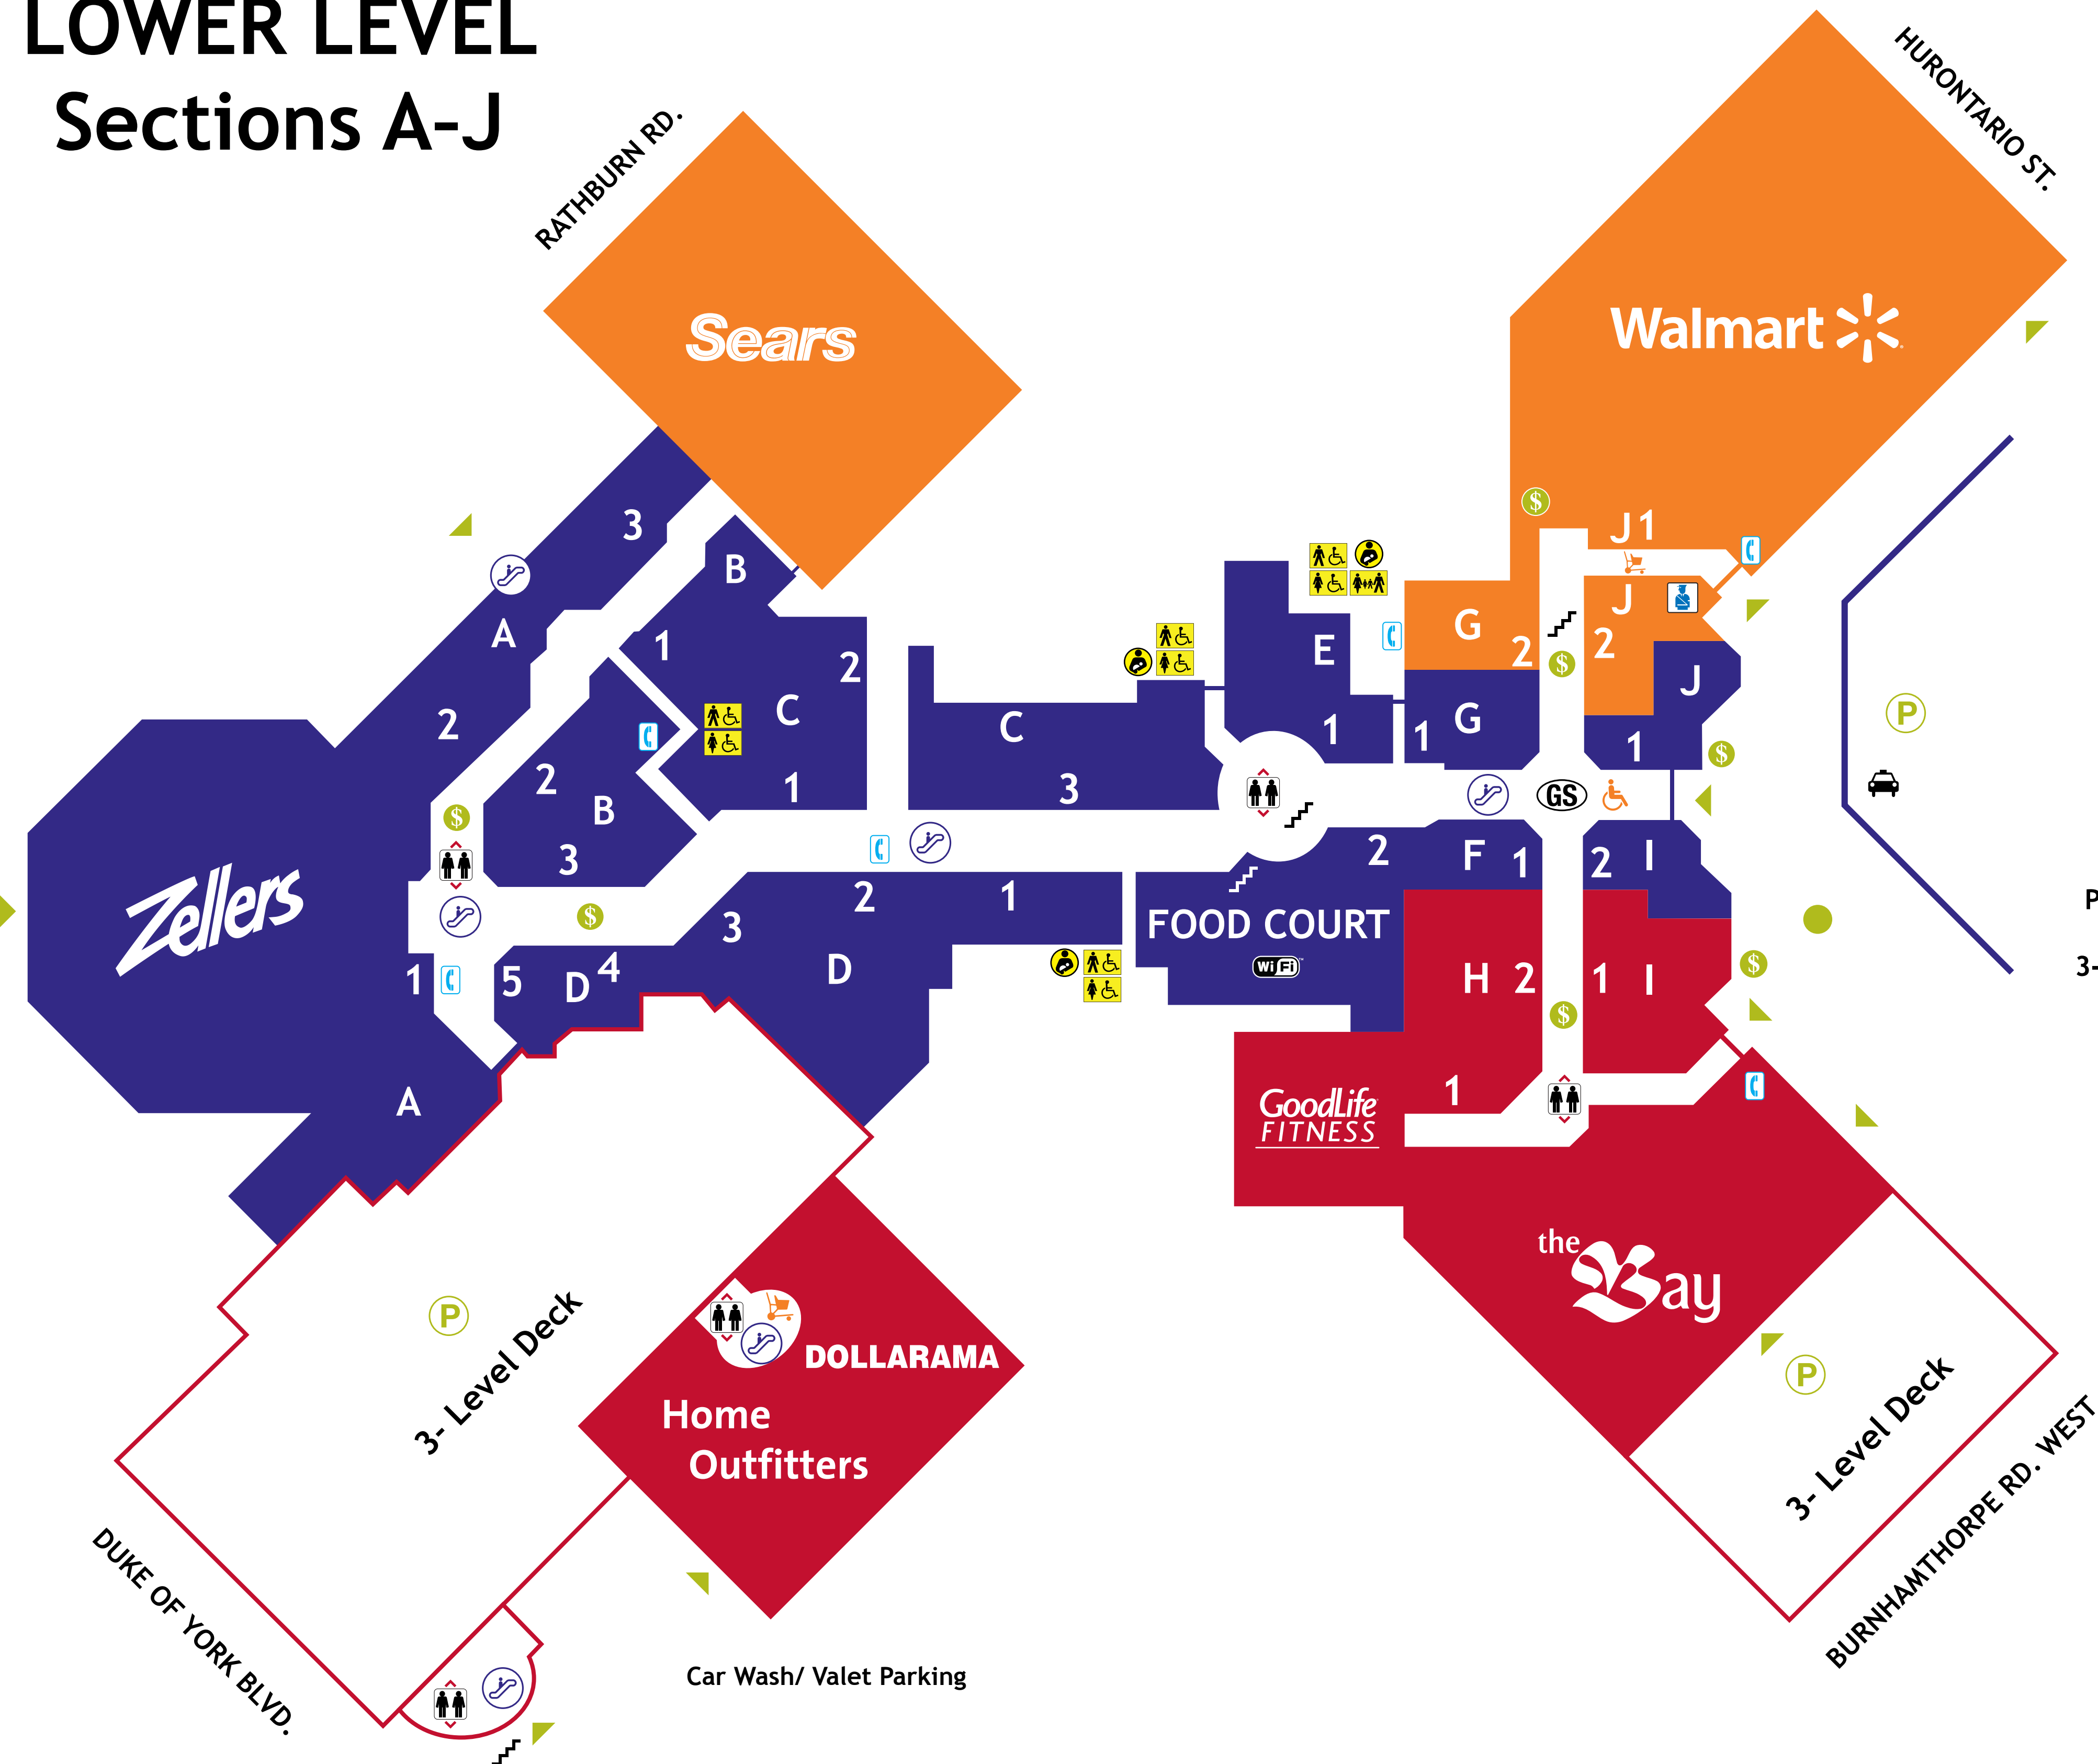 LOWER LEVEL
Sections A-J
RATHBURN RD.
HURONTARIO ST.
Sears
Walmart
3
B
A
1
2
C
2
2
B
3
1
C
3
E
1
G
2
G
1
J 1
J
2
J
1
$
$
$
$
$
$
$
P
GS
Zellers
1
5
D
4
3
2
1
D
A
2
F
1
2
I
FOOD COURT
WiFi
H
2
1
I
1
GoodLife
FITNESS
the
Bay
P
3-
P
3- Level Deck
DOLLARAMA
Home
Outfitters
P
3- Level Deck
DUKE OF YORK BLVD.
BURNHAMTHORPE RD. WEST
Car Wash/ Valet Parking